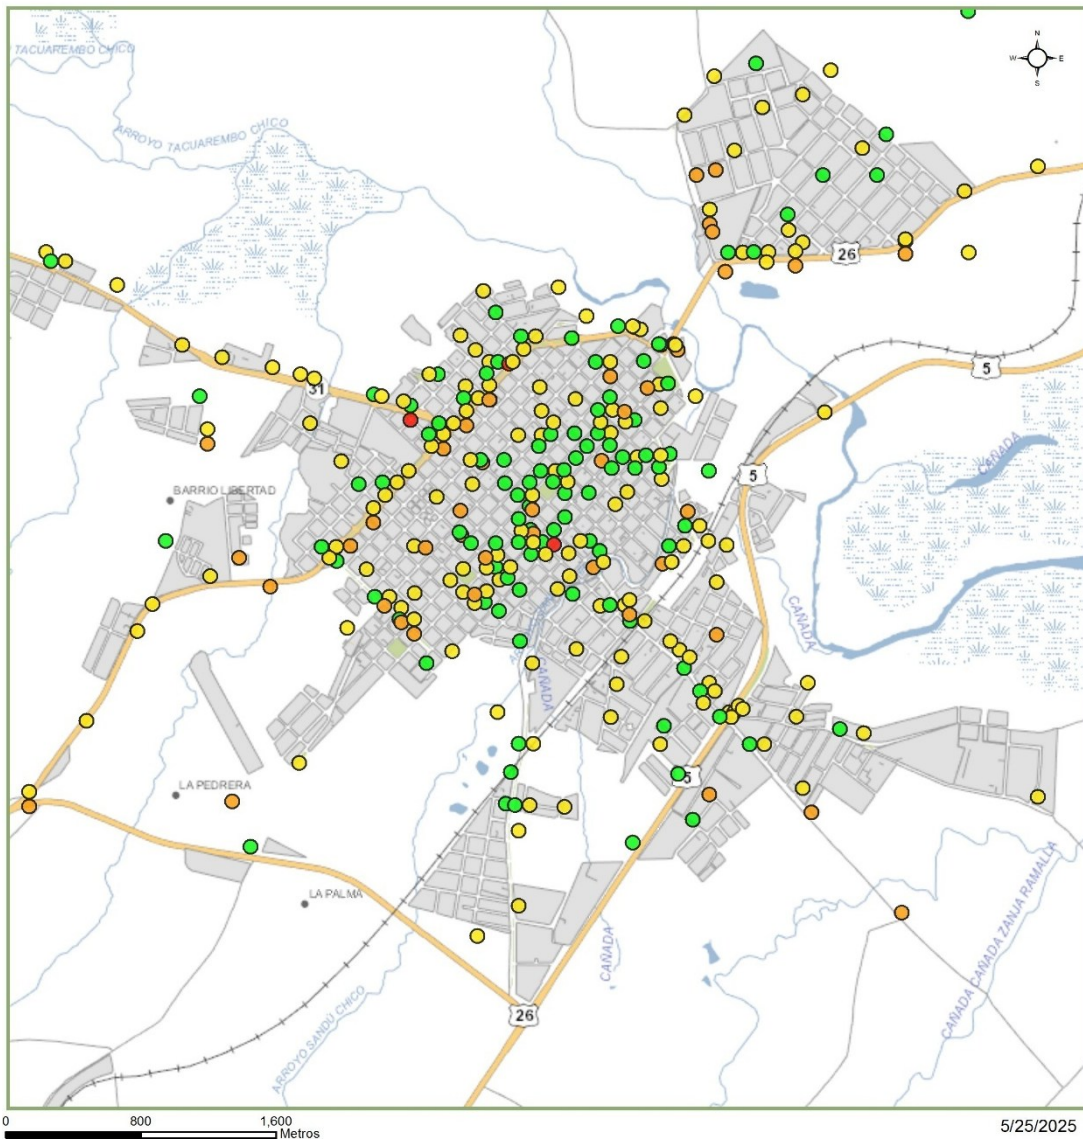 TACUAREMBO CHICO
N
W
E
S
ARROYO TACUAREMBO CHICO
26
5
31
CAÑADA
5
BARRIO LIBERTAD
CAÑADA
CAÑADA
LA PEDRERA
5
LA PALMA
CAÑADA CAÑADA ZANJA RAMALLA
CAÑADA
26
ARROYO SANDÚ CHICO
0 800 1,600
Metros
5/25/2025